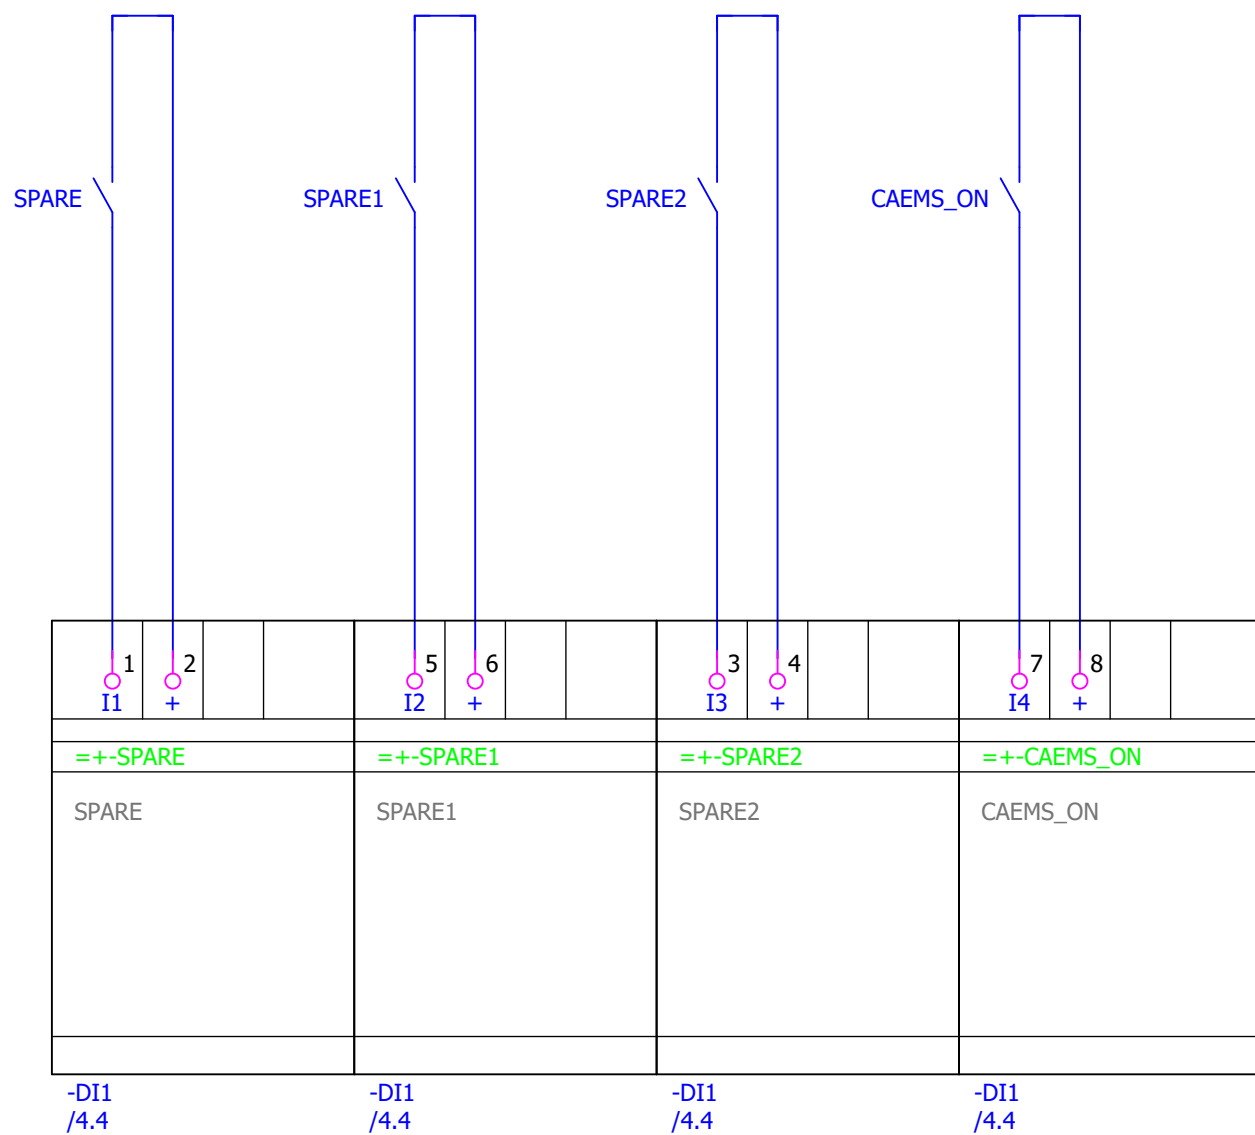 SPARE SPARE1 SPARE2 CAEMS_ON
1 2 5 6 3 4 7 8
I1 + I2 + I3 + I4 +
=+-SPARE =+-SPARE1 =+-SPARE2 =+-CAEMS_ON
SPARE SPARE1 SPARE2 CAEMS_ON
-DI1 -DI1 -DI1 -DI1
/4.4 /4.4 /4.4 /4.4